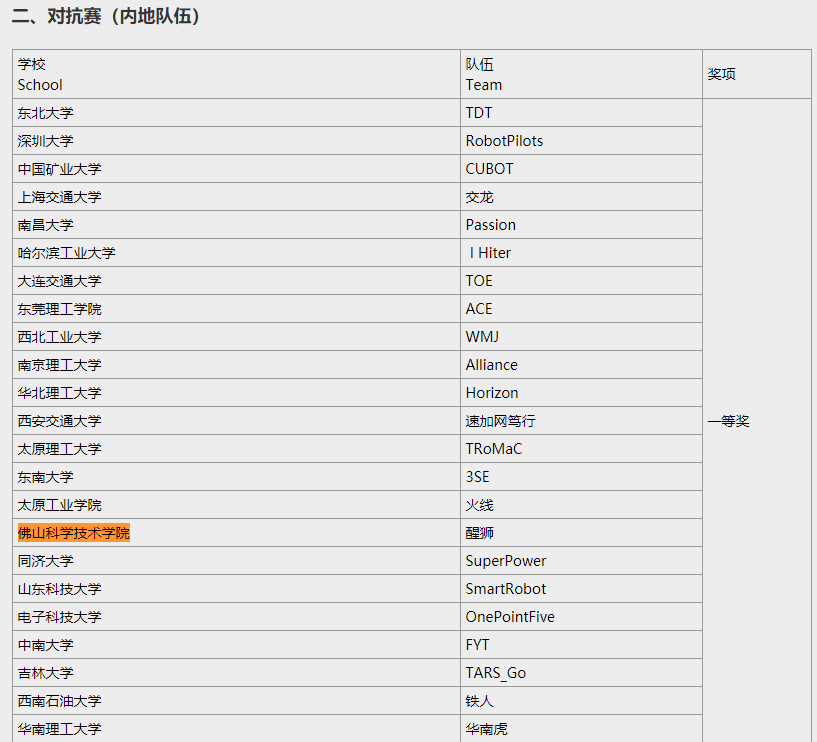 二、对抗赛（内地队伍）
学校 队伍 奖项
School Team
东北大学 TDT
深圳大学 RobotPilots
中国矿业大学 CUBOT
上海交通大学 交龙
南昌大学 Passion
哈尔滨工业大学 I Hiter
大连交通大学 TOE
东莞理工学院 ACE
西北工业大学 WMJ
南京理工大学 Alliance
华北理工大学 Horizon
西安交通大学 速加网笃行 一等奖
太原理工大学 TRoMaC
东南大学 3SE
太原工业学院 火线
佛山科学技术学院 醒狮
同济大学 SuperPower
山东科技大学 SmartRobot
电子科技大学 OnePointFive
中南大学 FYT
吉林大学 TARS_Go
西南石油大学 铁人
华南理工大学 华南虎